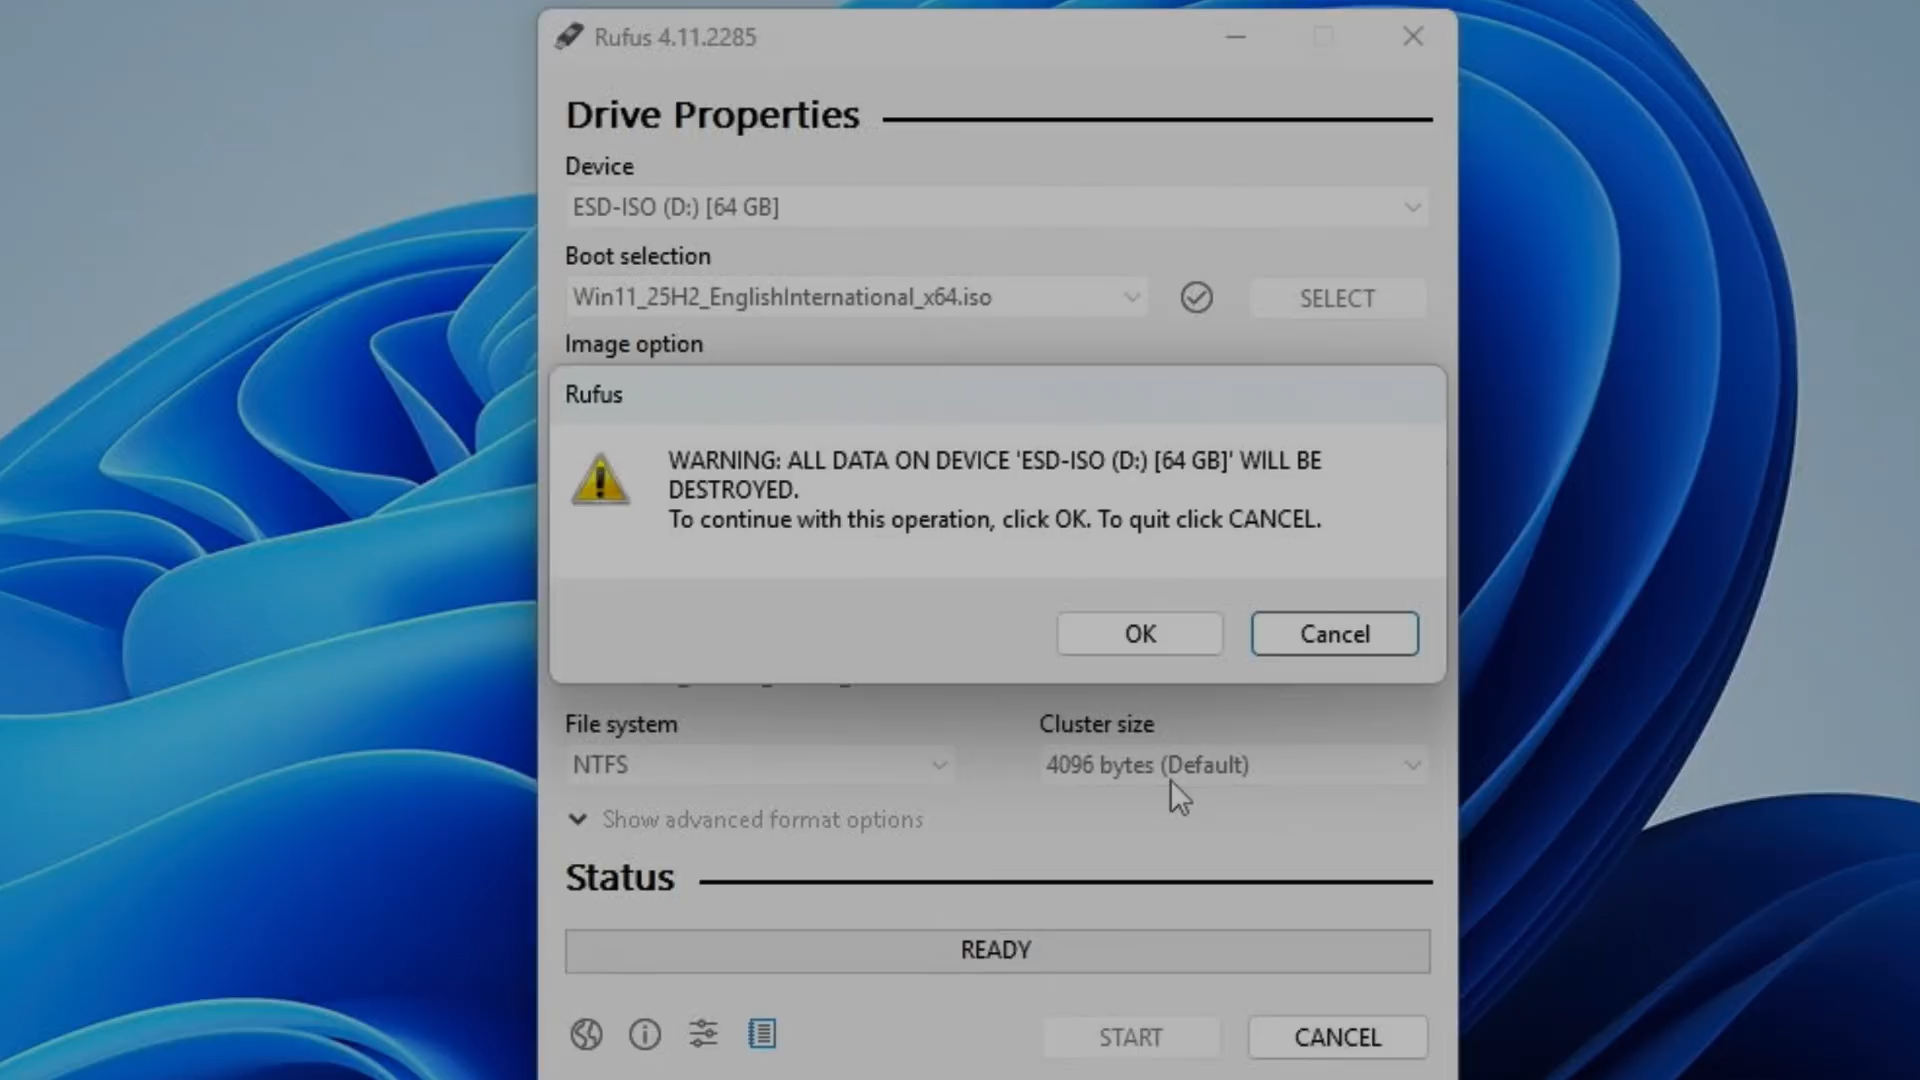 Rufus 4.11.2285
Drive Properties
Device
ESD-ISO (D:) [64 GB]
Boot selection
Win11_25H2_EnglishInternational_x64.iso
SELECT
Image option
Rufus
WARNING: ALL DATA ON DEVICE 'ESD-ISO (D:) [64 GB]' WILL BE
DESTROYED.
To continue with this operation, click OK. To quit click CANCEL.
OK
Cancel
File system
Cluster size
NTFS
4096 bytes (Default)
Show advanced format options
Status
READY
START
CANCEL